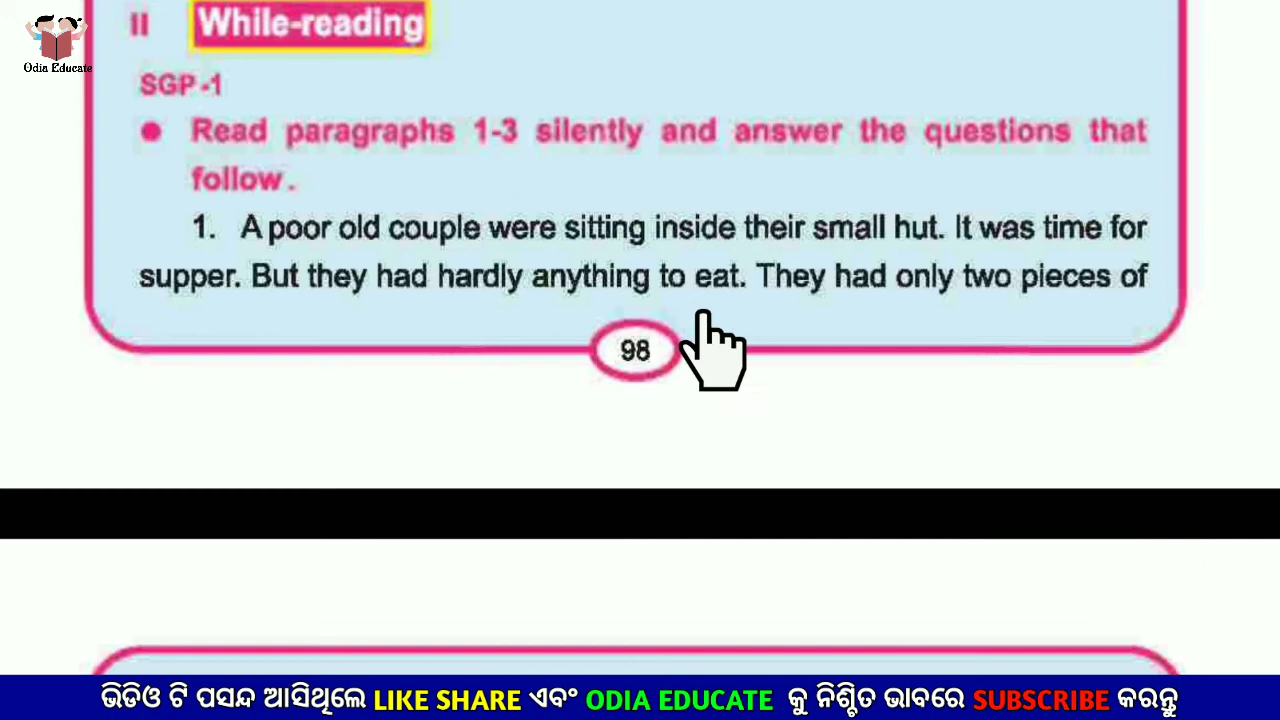 Odia Educate
II While-reading
SGP-1
● Read paragraphs 1-3 silently and answer the questions that
follow.
1. A poor old couple were sitting inside their small hut. It was time for
supper. But they had hardly anything to eat. They had only two pieces of
98
ଭିଡିଓ ଟି ପସନ୍ଦ ଆସିଥିଲେ LIKE SHARE ଏବଂ ODIA EDUCATE କୁ ନିଶ୍ଚିତ ଭାବରେ SUBSCRIBE କରନ୍ତୁ